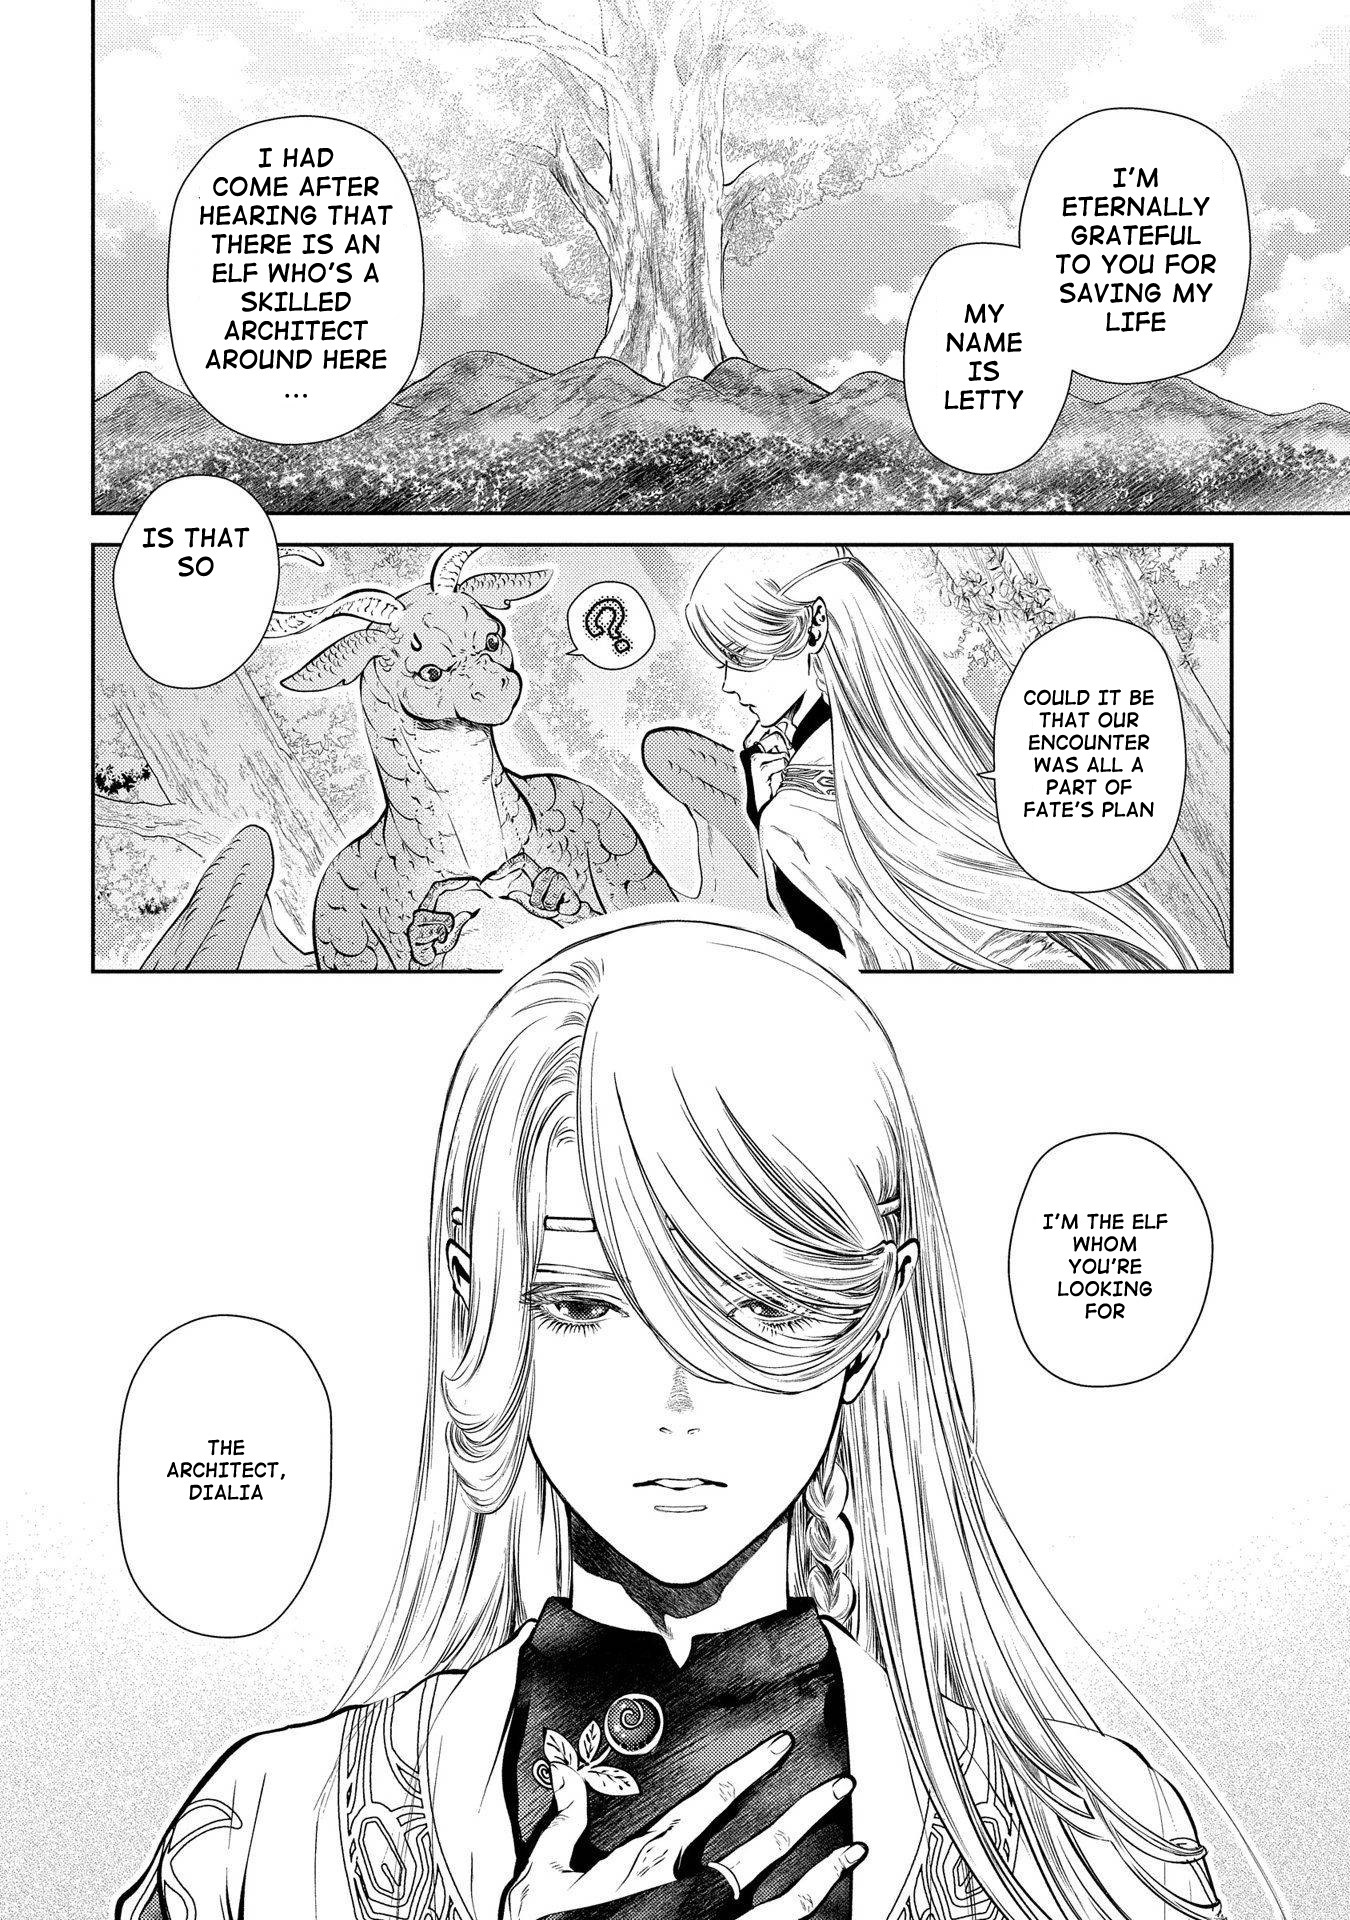 I'M
ETERNALLY
GRATEFUL
TO YOU FOR
SAVING MY
LIFE
MY
NAME
IS
LETTY
I HAD
COME AFTER
HEARING THAT
THERE IS AN
ELF WHO'S A
SKILLED
ARCHITECT
AROUND HERE
...
IS THAT
SO
?
COULD IT BE
THAT OUR
ENCOUNTER
WAS ALL A
PART OF
FATE'S PLAN
I'M THE ELF
WHOM
YOU'RE
LOOKING
FOR
THE
ARCHITECT,
DIALIA